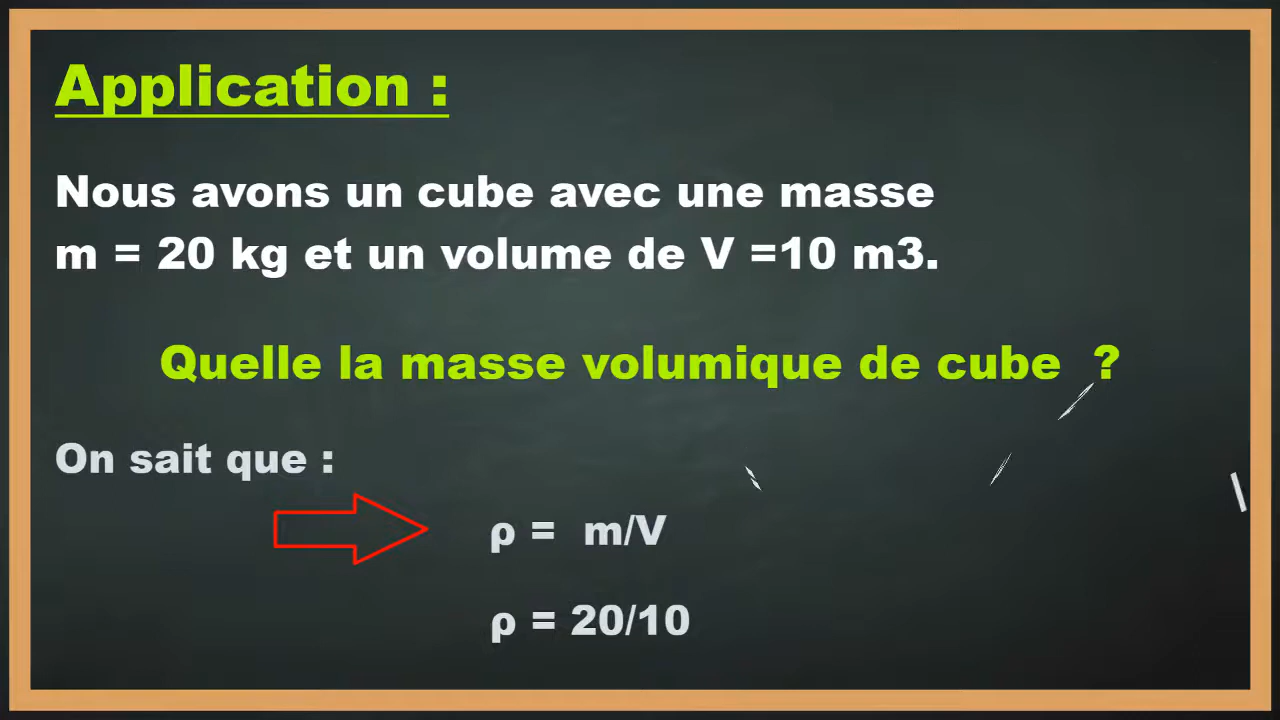 Application :
Nous avons un cube avec une masse
m = 20 kg et un volume de V =10 m3.
Quelle la masse volumique de cube ?
On sait que :
ρ = m/V
ρ = 20/10